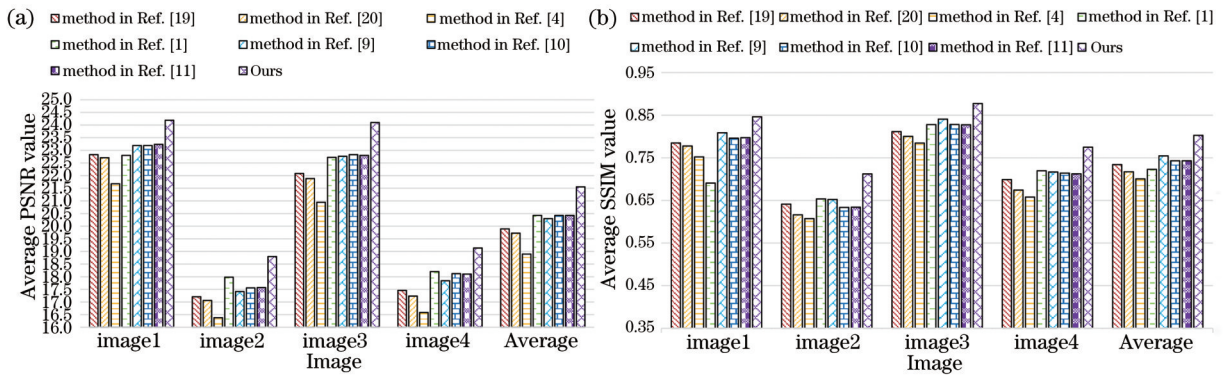 (a)
method in Ref. [19] method in Ref. [20] method in Ref. [4]
method in Ref. [1] method in Ref. [9] method in Ref. [10]
method in Ref. [11] Ours
Average PSNR value
25.0
24.5
24.0
23.5
23.0
22.5
22.0
21.5
21.0
20.5
20.0
19.5
19.0
18.5
18.0
17.5
17.0
16.5
16.0
image1 image2 image3 image4 Average
Image
(b)
method in Ref. [19] method in Ref. [20] method in Ref. [4] method in Ref. [1]
method in Ref. [9] method in Ref. [10] method in Ref. [11] Ours
Average SSIM value
0.95
0.85
0.75
0.65
0.55
0.45
0.35
image1 image2 image3 image4 Average
Image